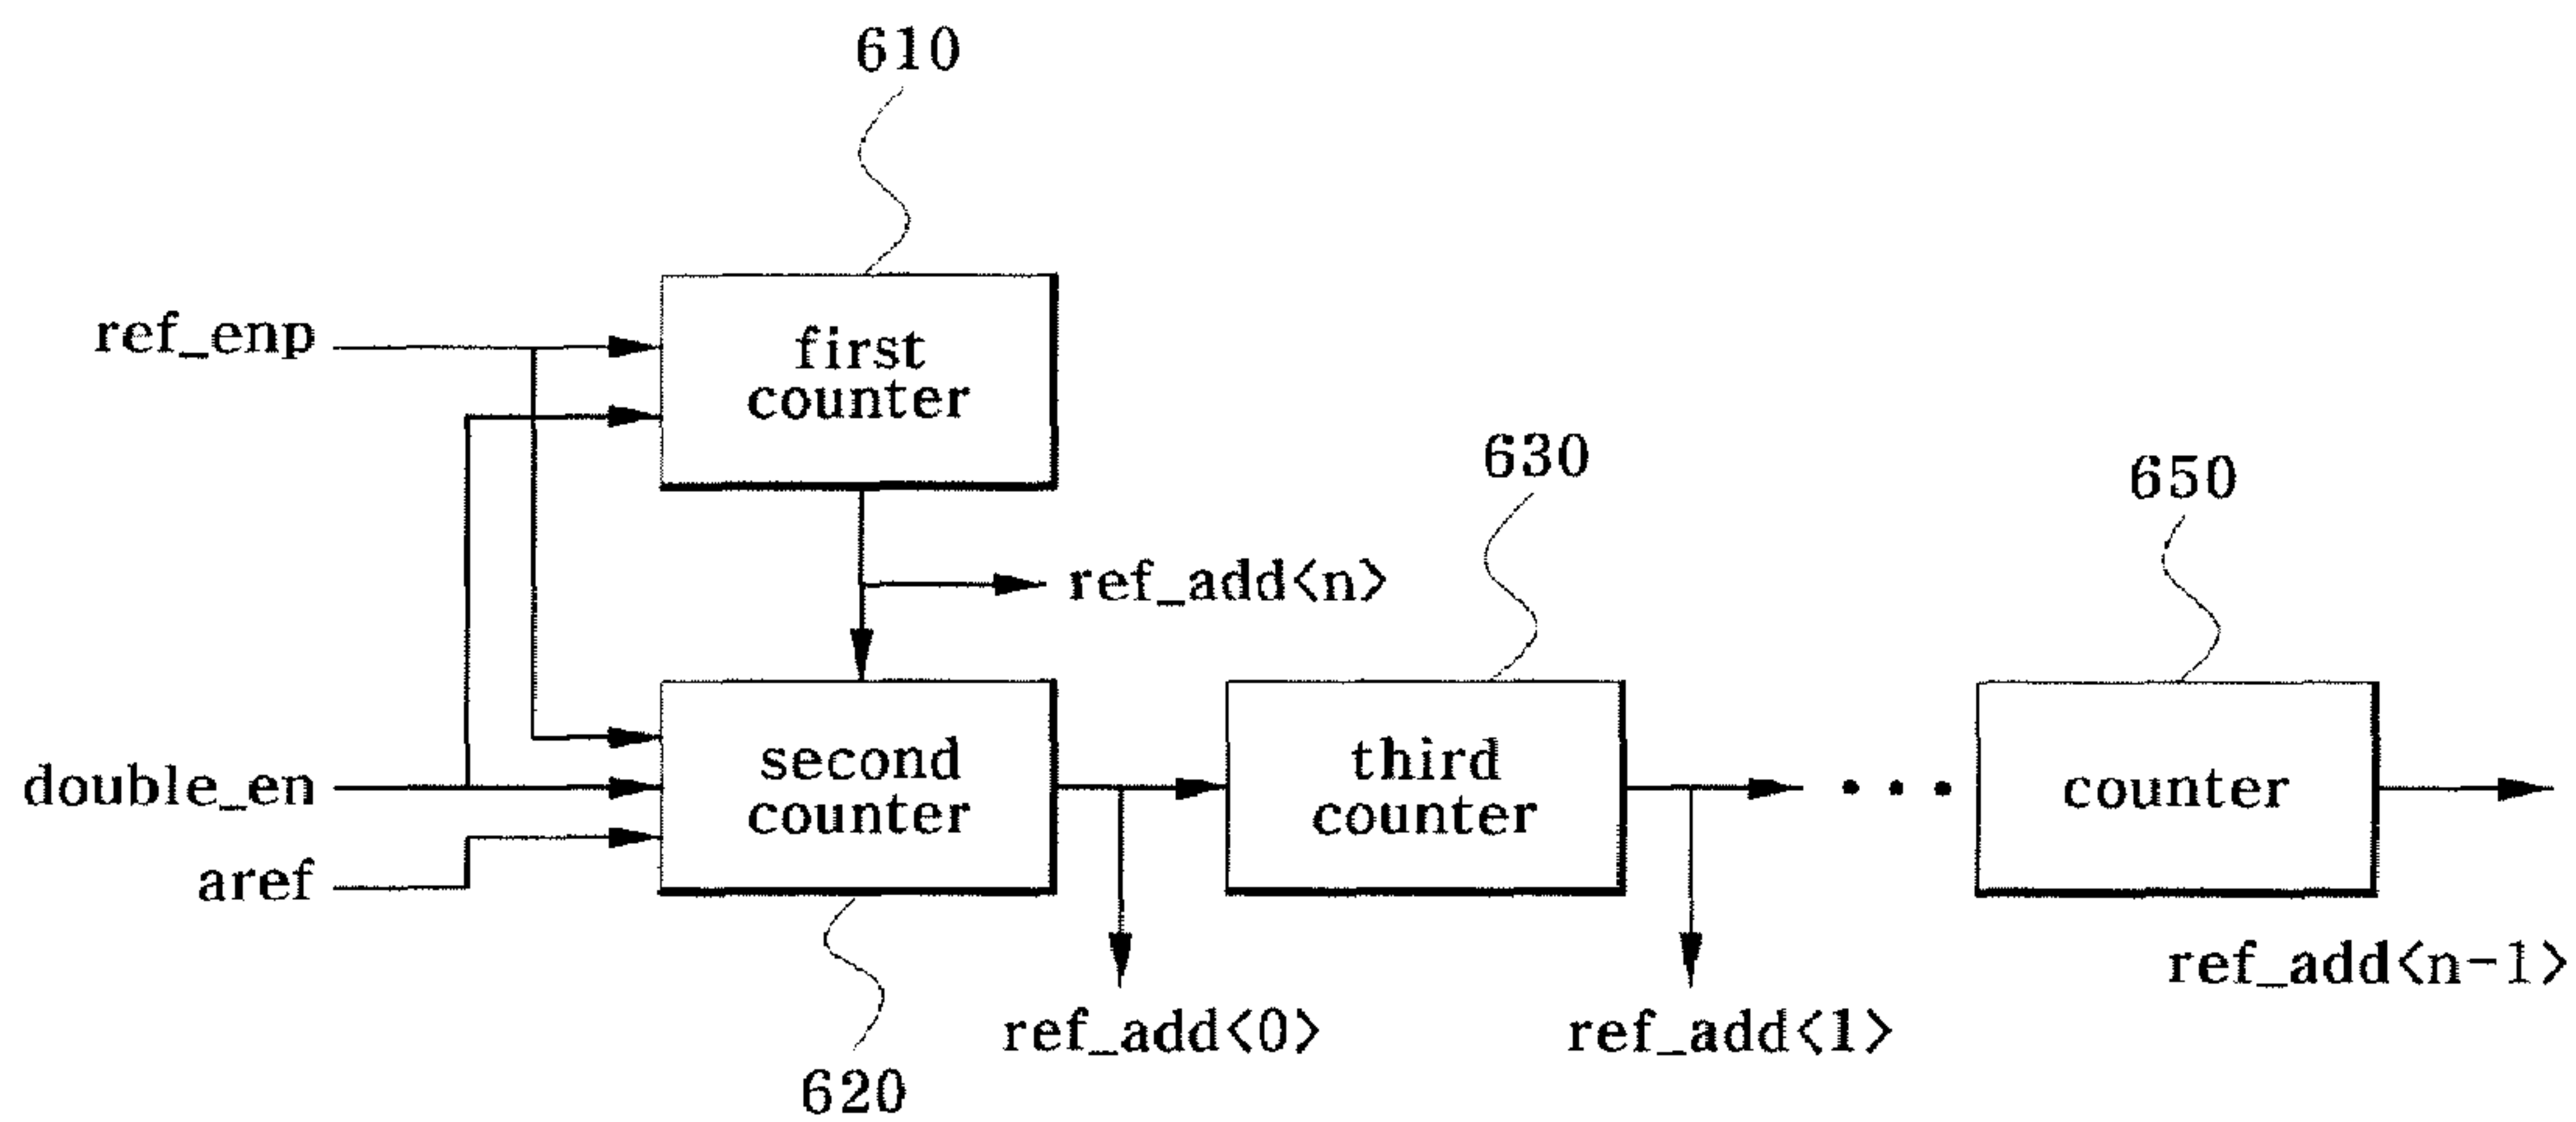 610
ref_enp
first
counter
630
650
ref_add<n>
double_en
aref
second
counter
third
counter
counter
ref_add<n-1>
ref_add<0>
ref_add<1>
620